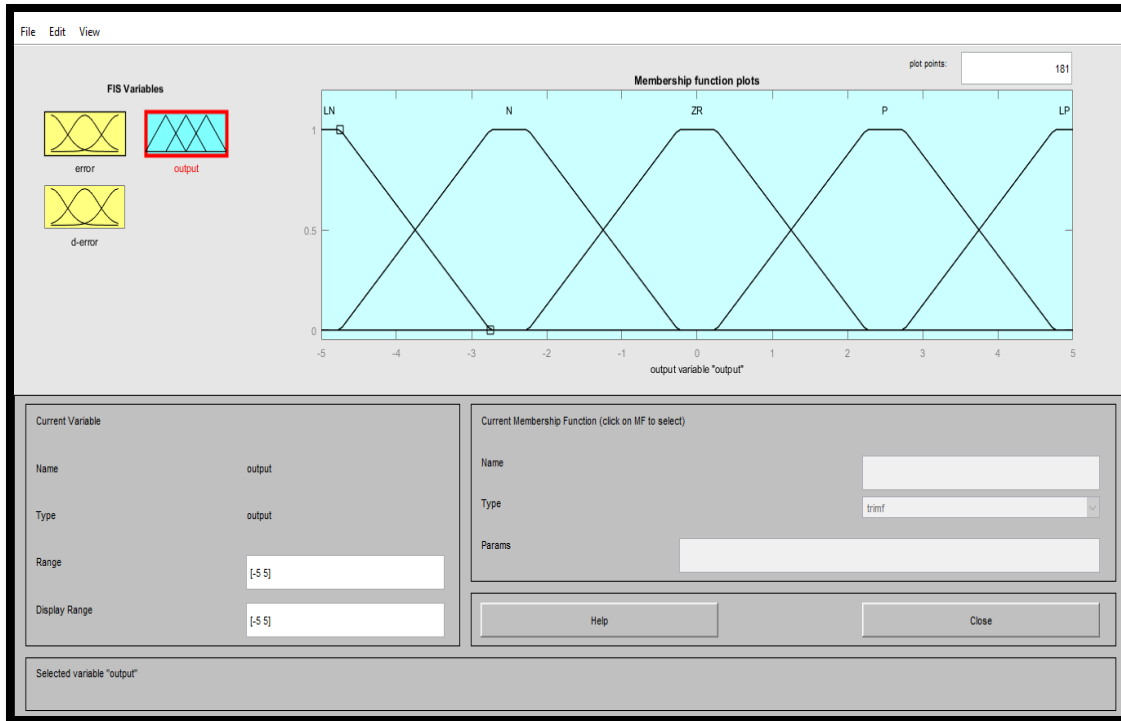 File Edit View
plot points: 181
FIS Variables
Membership function plots
error
output
d-error
LN N ZR P LP
1
0.5
0
-5 -4 -3 -2 -1 0 1 2 3 4 5
output variable "output"
Current Variable
Name output
Type output
Range [-5 5]
Display Range [-5 5]
Current Membership Function (click on MF to select)
Name
Type trimf
Params
Help Close
Selected variable "output"